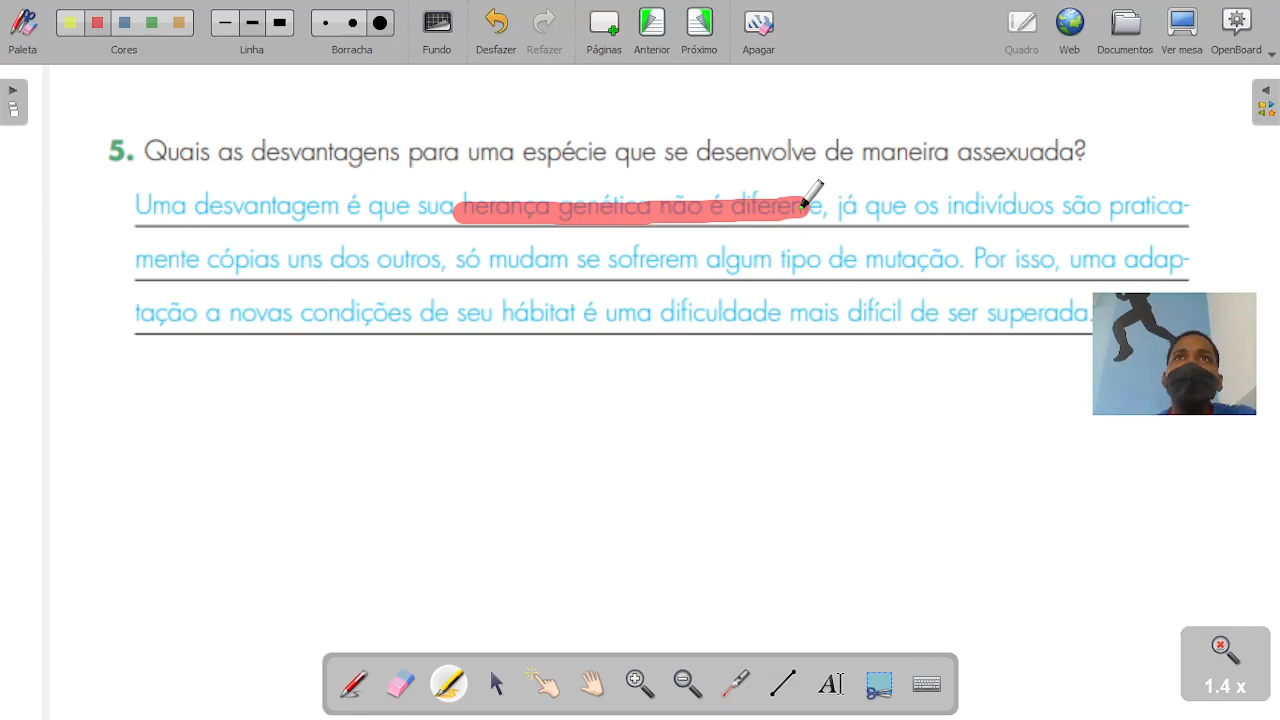 Paleta
Cores
Linha
Borracha
Fundo
Desfazer
Refazer
Páginas
Anterior
Próximo
Apagar
Quadro
Web
Documentos
Ver mesa
OpenBoard
5. Quais as desvantagens para uma espécie que se desenvolve de maneira assexuada?
Uma desvantagem é que sua herança genética não é diferente, já que os indivíduos são pratica-
mente cópias uns dos outros, só mudam se sofrerem algum tipo de mutação. Por isso, uma adap-
tação a novas condições de seu hábitat é uma dificuldade mais difícil de ser superada.
AI
1.4 x